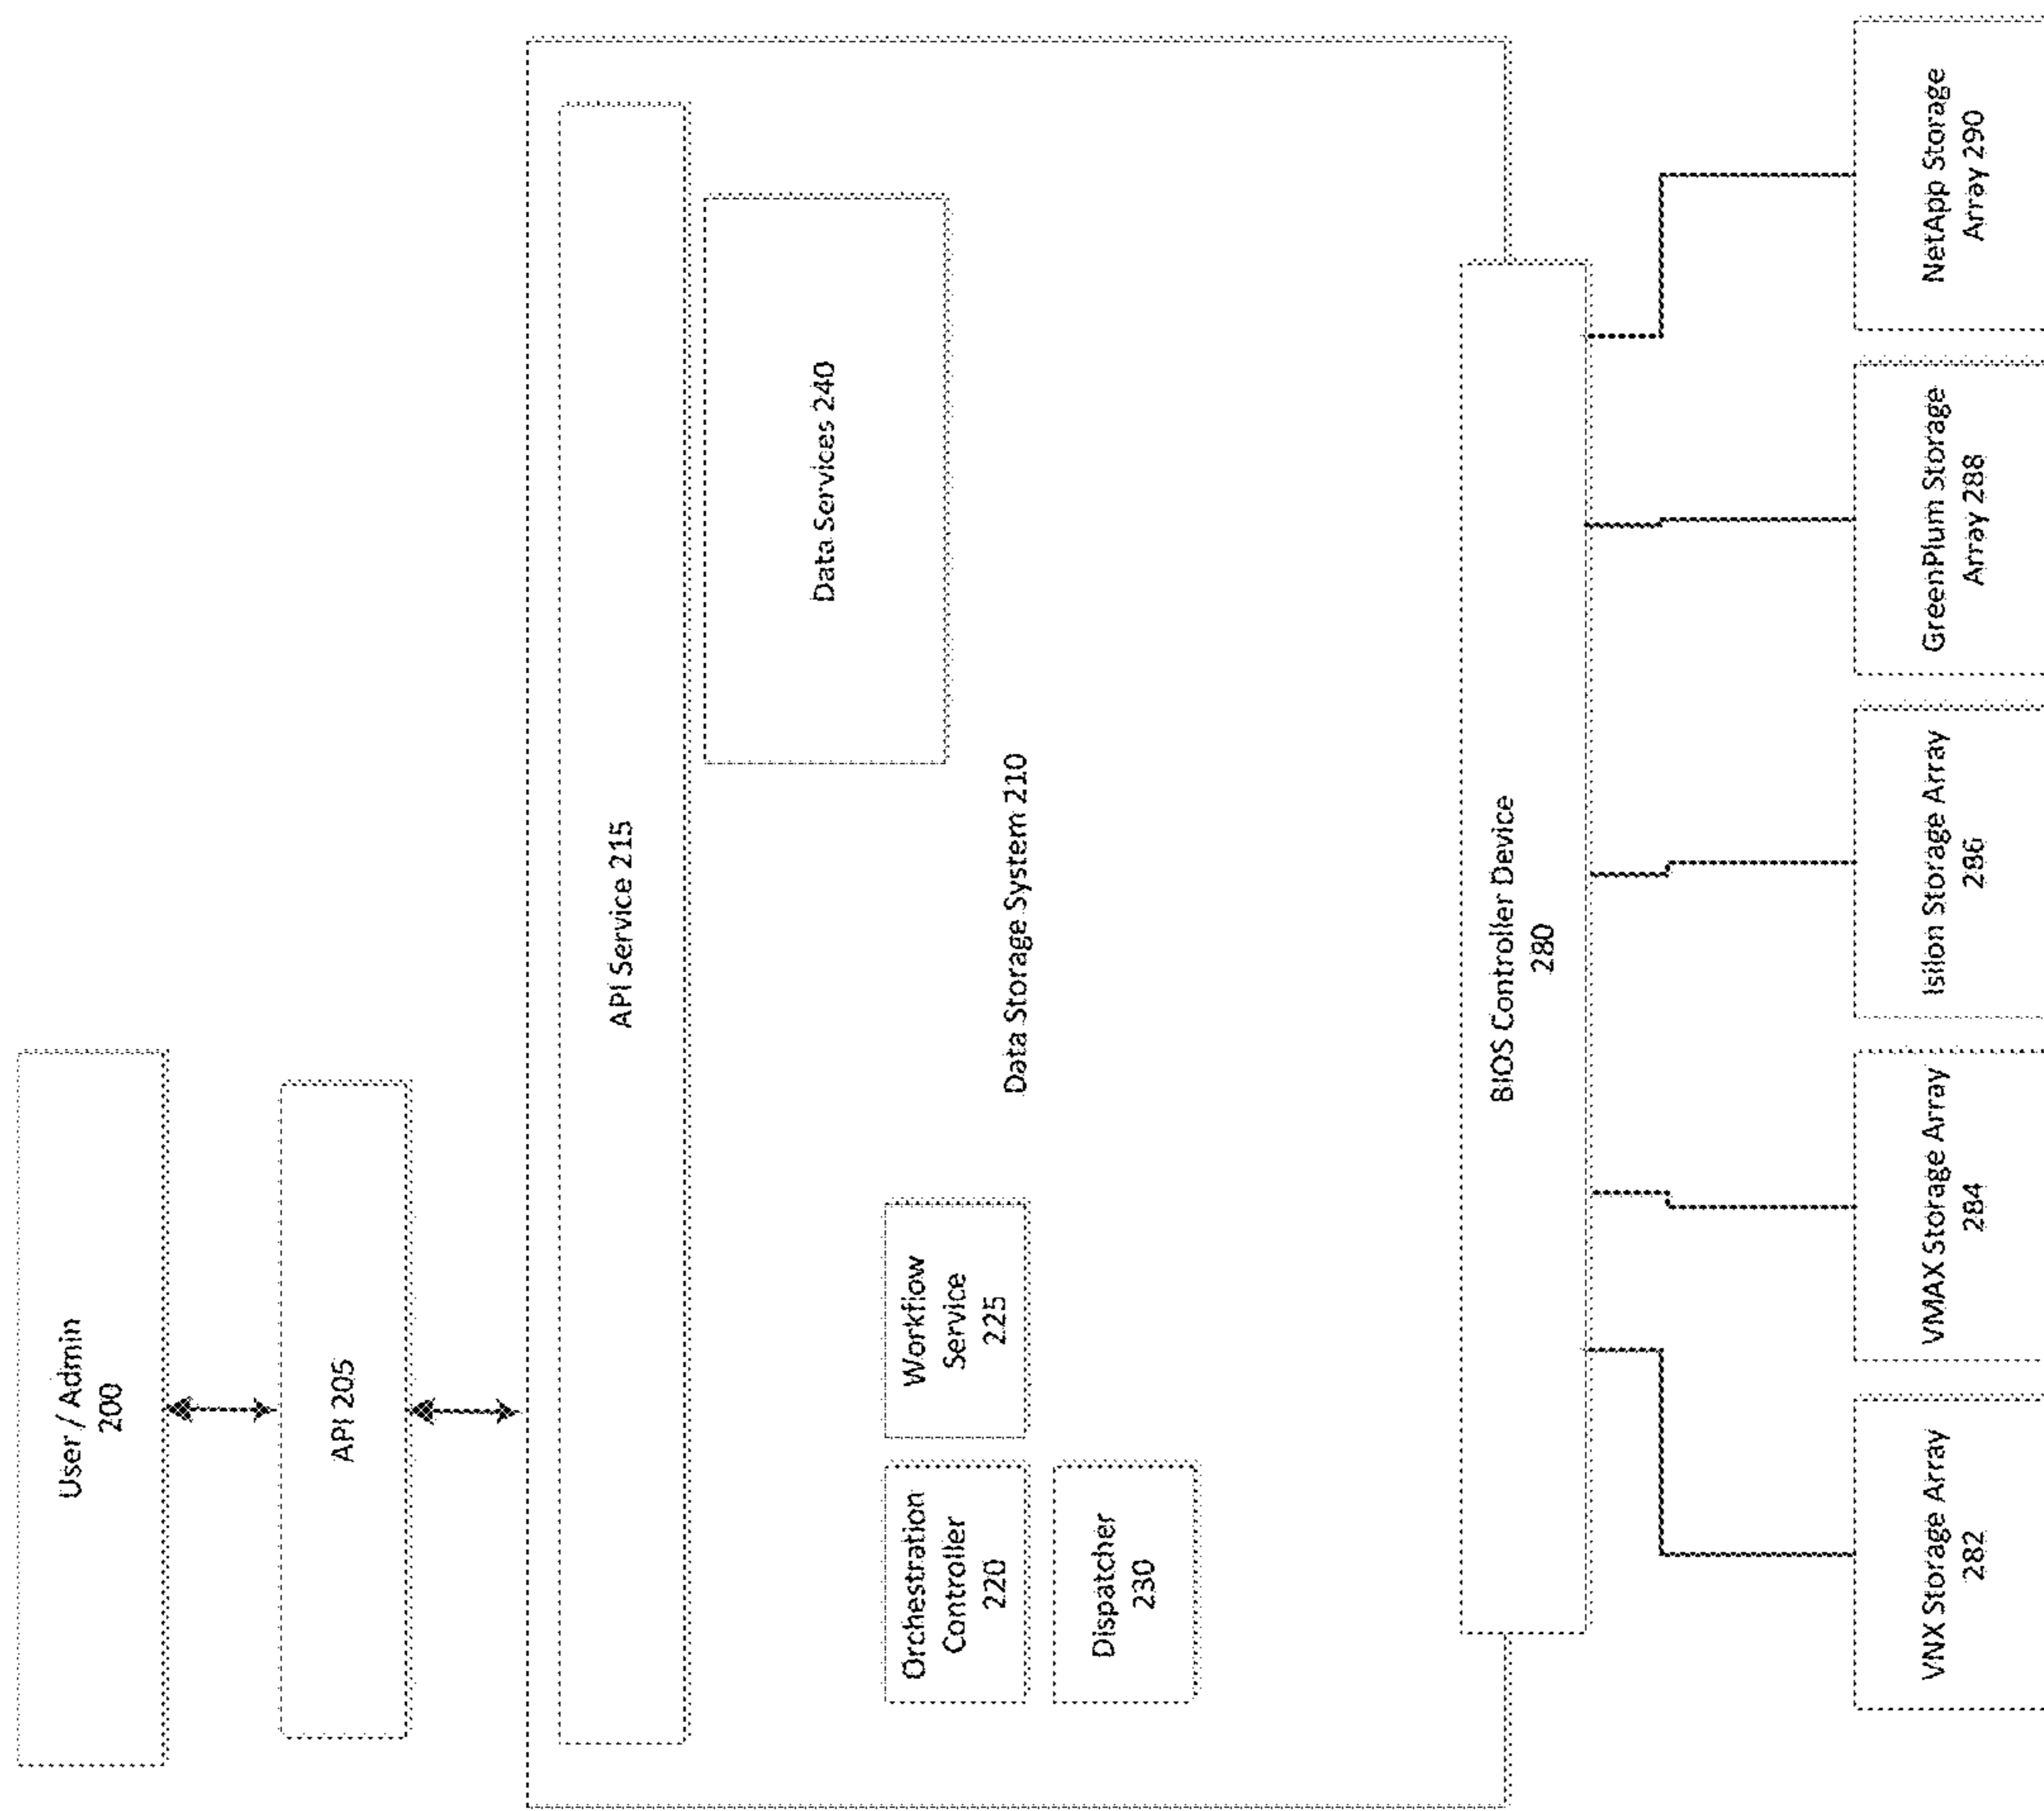 User / Admin
200
API 205
API Service 215
Data Services 240
Data Storage System 210
Orchestration
Controller
220
Workflow
Service
225
Dispatcher
230
BIOS Controller Device
280
VNX Storage Array
282
VMAX Storage Array
284
Isilon Storage Array
286
GreenPlum Storage
Array 288
NetApp Storage
Array 290